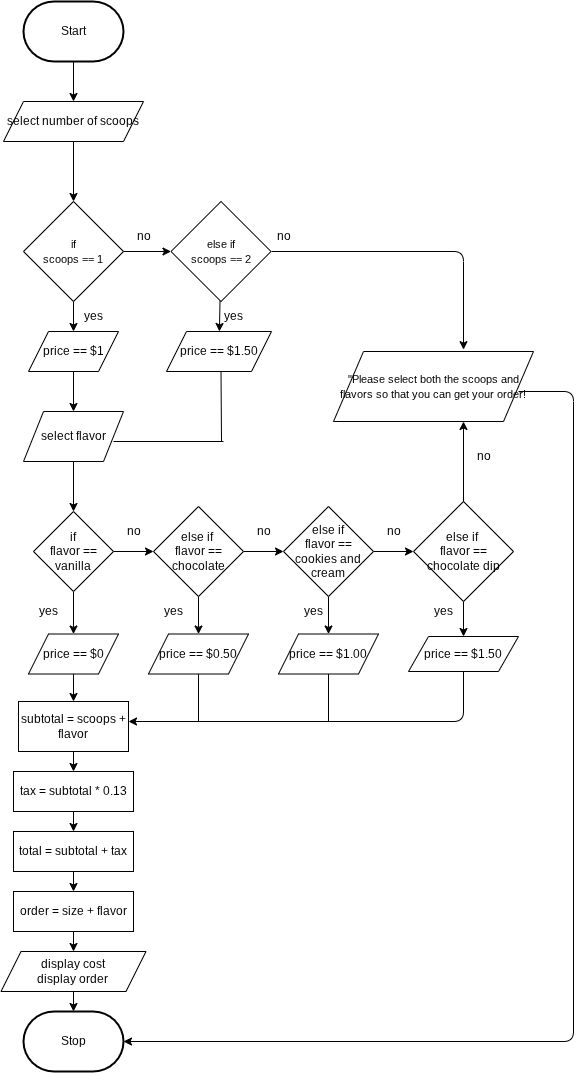 Start
select number of scoops
no
no
if
scoops == 1
else if
scoops == 2
yes
yes
price == $1
price == $1.50
"Please select both the scoops and
flavors so that you can get your order!
select flavor
no
no
no
no
if
flavor ==
vanilla
else if
flavor ==
chocolate
else if
flavor ==
cookies and
cream
else if
flavor ==
chocolate dip
yes
yes
yes
yes
price == $0
price == $0.50
price == $1.00
price == $1.50
subtotal = scoops +
flavor
tax = subtotal * 0.13
total = subtotal + tax
order = size + flavor
display cost
display order
Stop